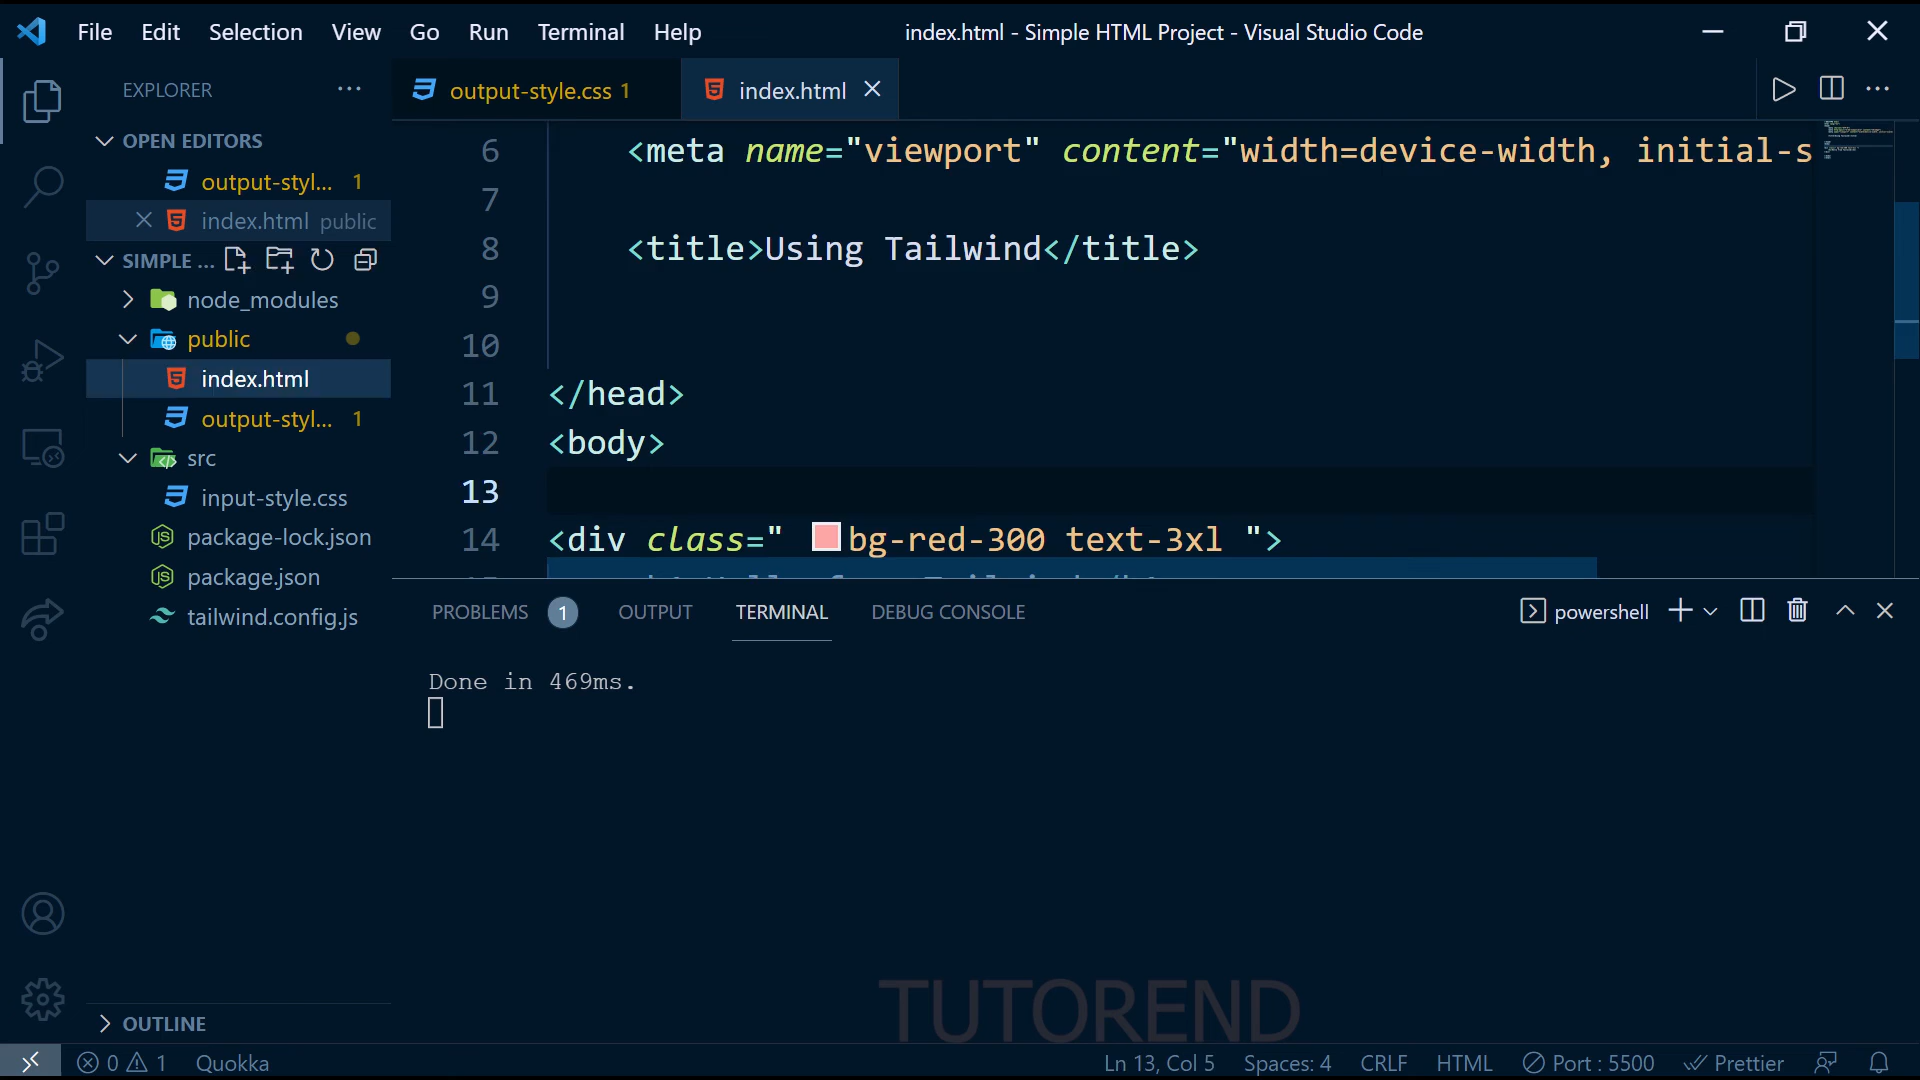 File Edit Selection View Go Run Terminal Help
index.html - Simple HTML Project - Visual Studio Code
EXPLORER
OPEN EDITORS
output-styl... 1
index.html public
SIMPLE ...
node_modules
public
index.html
output-styl... 1
src
input-style.css
package-lock.json
package.json
tailwind.config.js
OUTLINE
output-style.css 1
index.html
6 <meta name="viewport" content="width=device-width, initial-s
7
8 <title>Using Tailwind</title>
9
10
11 </head>
12 <body>
13
14 <div class=" bg-red-300 text-3xl ">
PROBLEMS 1 OUTPUT TERMINAL DEBUG CONSOLE
powershell
Done in 469ms.
TUTOREND
0 1 Quokka
Ln 13, Col 5 Spaces: 4 CRLF HTML Port : 5500 Prettier